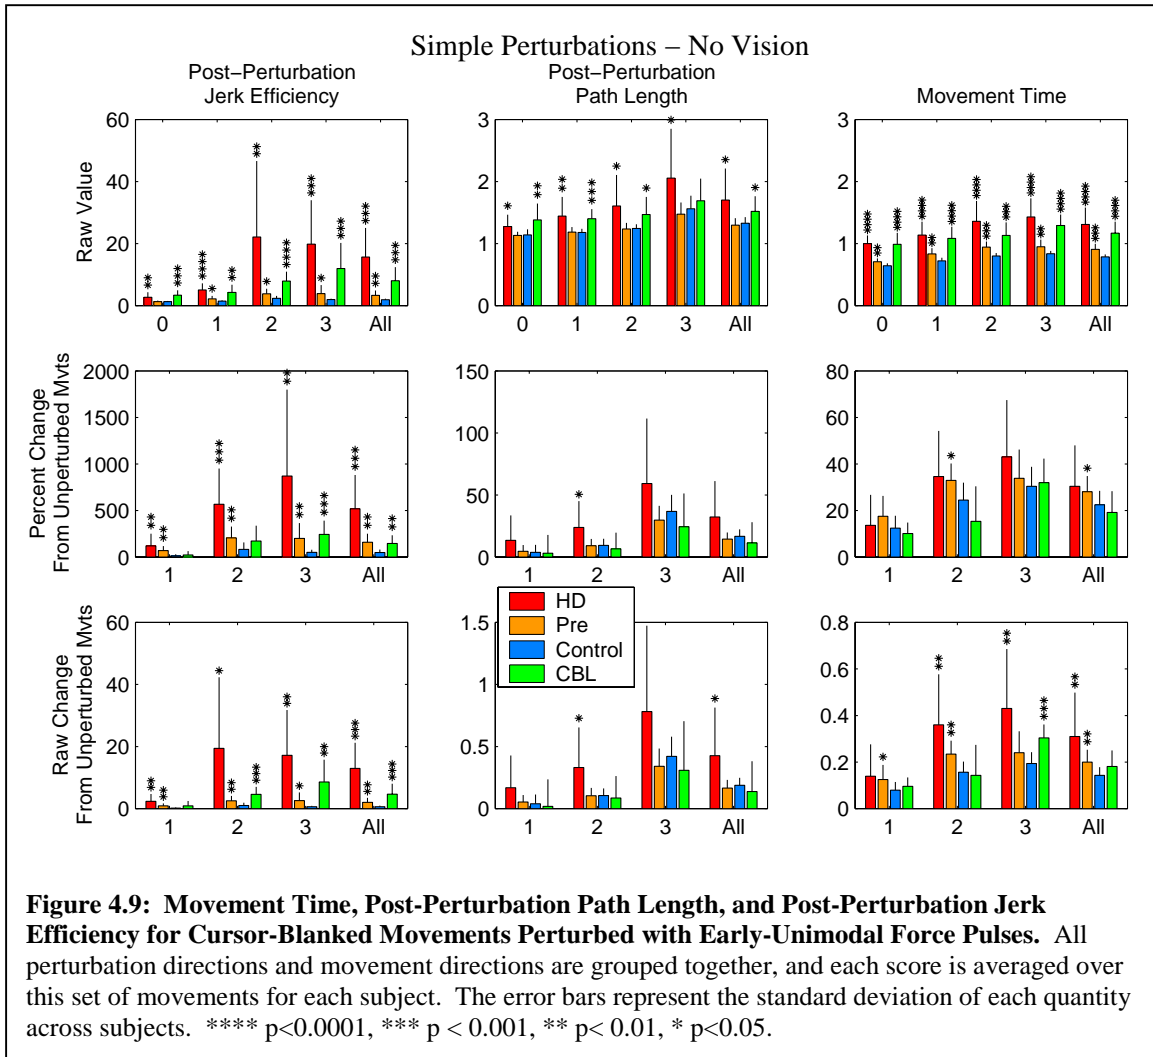 Simple Perturbations – No Vision
Post–Perturbation
Jerk Efficiency
Post–Perturbation
Path Length
Movement Time
Raw Value
60
40
20
0
0 1 2 3 All
3
2
1
0
0 1 2 3 All
3
2
1
0
0 1 2 3 All
Percent Change
From Unperturbed Mvts
2000
1500
1000
500
0
1 2 3 All
150
100
50
0
1 2 3 All
80
60
40
20
0
1 2 3 All
Raw Change
From Unperturbed Mvts
60
40
20
0
1 2 3 All
1.5
1
0.5
0
1 2 3 All
HD
Pre
Control
CBL
0.8
0.6
0.4
0.2
0
1 2 3 All
Figure 4.9: Movement Time, Post-Perturbation Path Length, and Post-Perturbation Jerk
Efficiency for Cursor-Blanked Movements Perturbed with Early-Unimodal Force Pulses. All
perturbation directions and movement directions are grouped together, and each score is averaged over
this set of movements for each subject. The error bars represent the standard deviation of each quantity
across subjects. **** p<0.0001, *** p < 0.001, ** p< 0.01, * p<0.05.